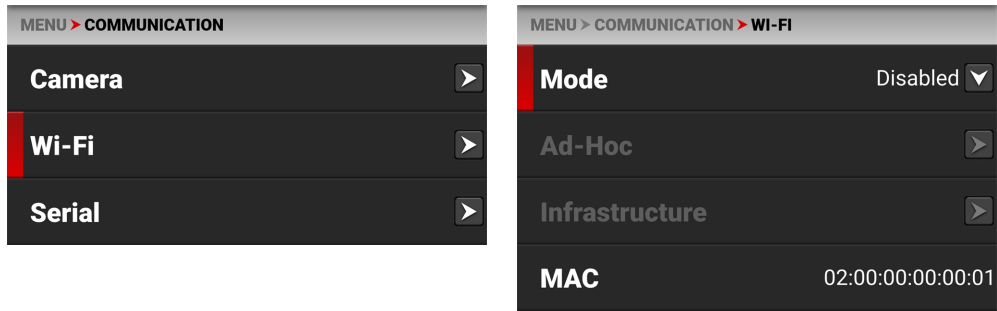 MENU > COMMUNICATION
Camera
Wi-Fi
Serial
MENU > COMMUNICATION > WI-FI
Mode Disabled
Ad-Hoc
Infrastructure
MAC 02:00:00:00:00:01